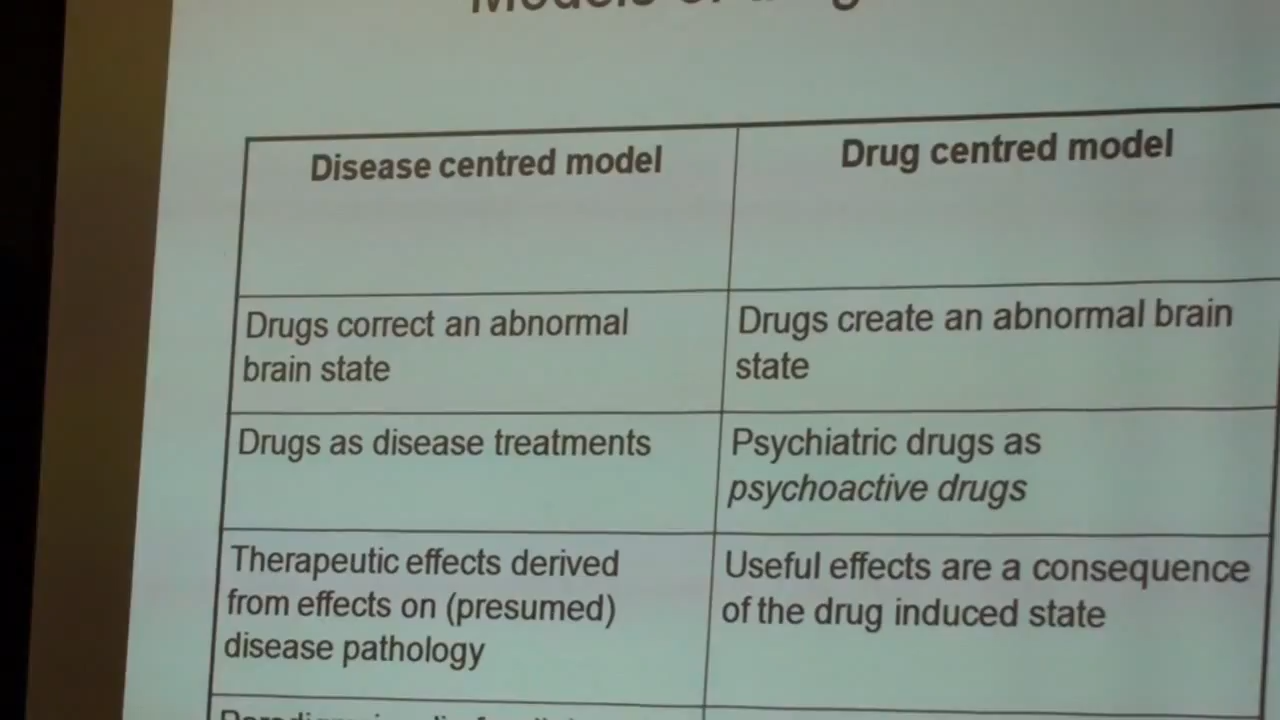 Models of
Disease centred model
Drug centred model
Drugs correct an abnormal
brain state
Drugs create an abnormal brain
state
Drugs as disease treatments
Psychiatric drugs as
psychoactive drugs
Therapeutic effects derived
from effects on (presumed)
disease pathology
Useful effects are a consequence
of the drug induced state